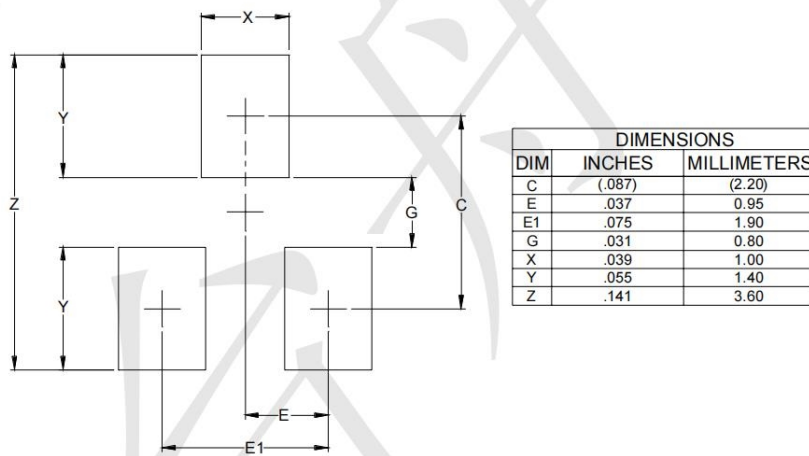 X
Y
Z
G
C
Y
E
E1
DIMENSIONS
DIM INCHES MILLIMETERS
C (.087) (2.20)
E .037 0.95
E1 .075 1.90
G .031 0.80
X .039 1.00
Y .055 1.40
Z .141 3.60